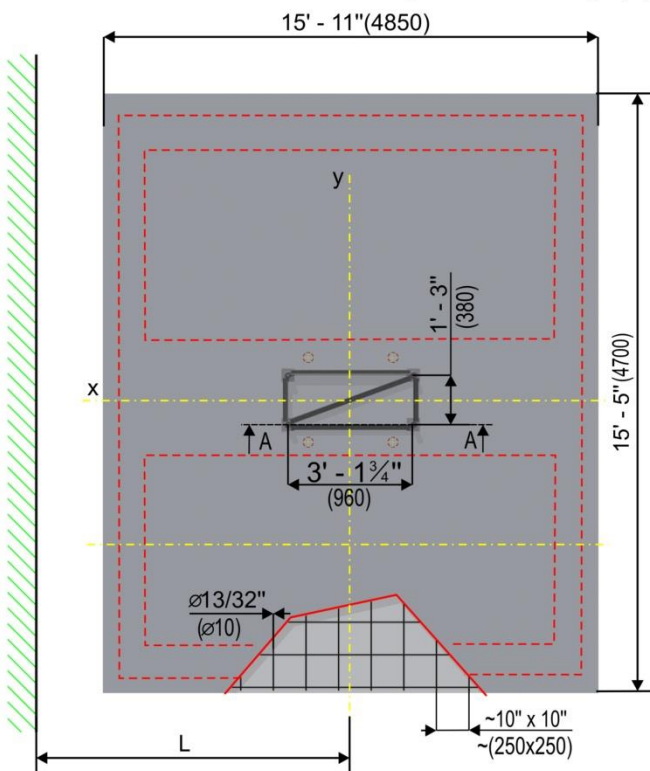 15' - 11"(4850)
y
1' - 3"
(380)
x
15' - 5"(4700)
A
A
3' - 1¾"
(960)
⌀13/32"
(⌀10)
~10" x 10"
~(250x250)
L